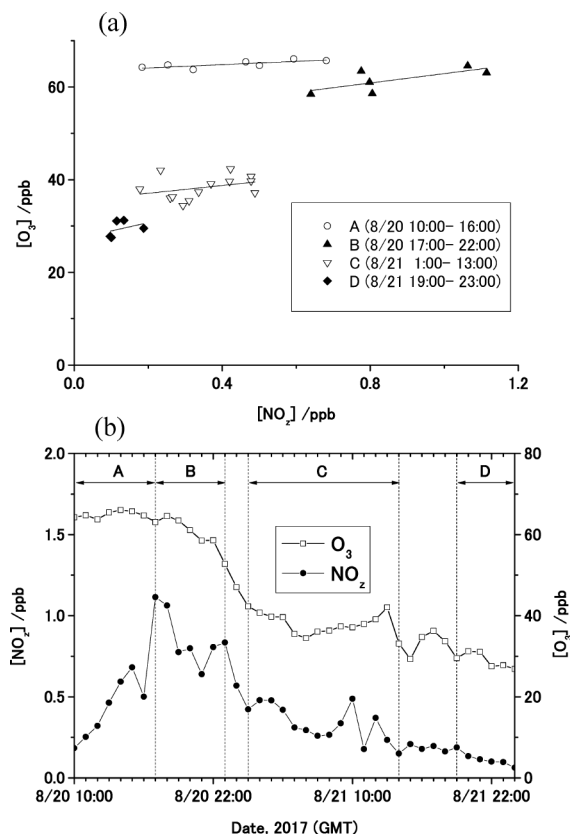 (a)
60
40
20
0
[O3] /ppb
A (8/20 10:00- 16:00)
B (8/20 17:00- 22:00)
C (8/21 1:00- 13:00)
D (8/21 19:00- 23:00)
0.0 0.4 0.8 1.2
[NOz] /ppb
(b)
2.0
1.5
1.0
0.5
0.0
[NOz] /ppb
A B C D
O3
NOz
80
60
40
20
0
[O3] /ppb
8/20 10:00 8/20 22:00 8/21 10:00 8/21 22:00
Date, 2017 (GMT)